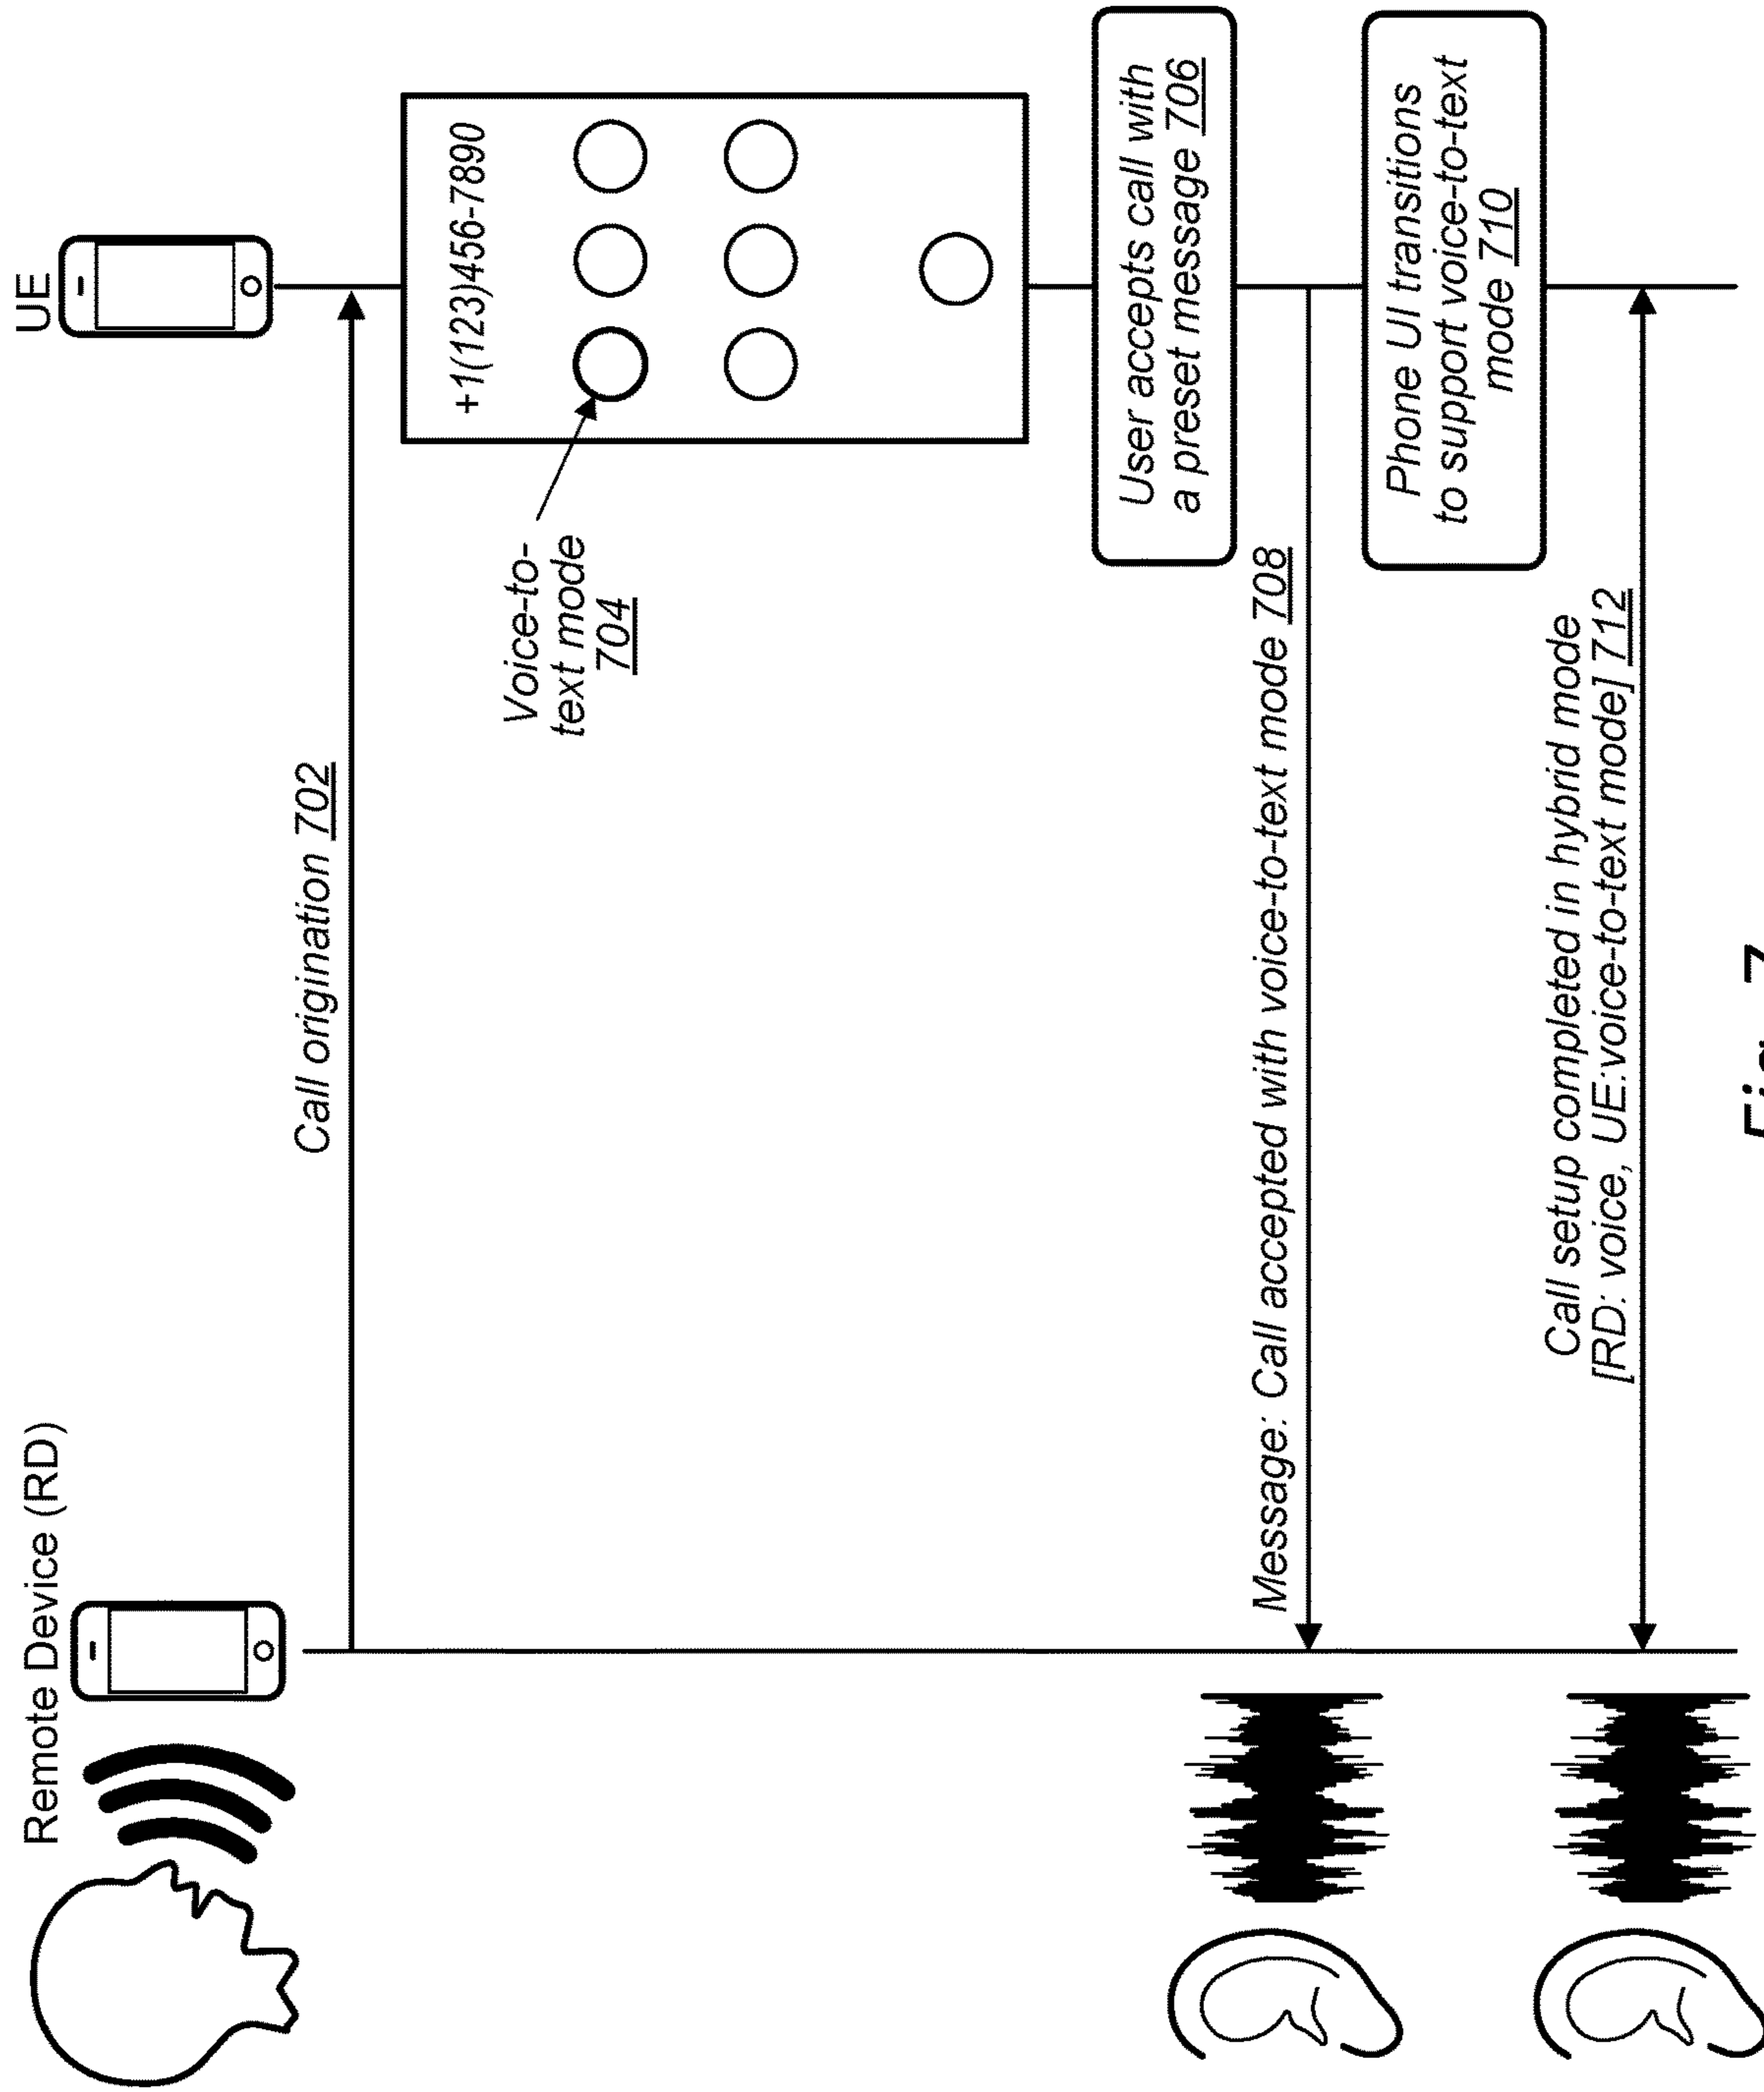 Remote Device (RD)
UE
Call origination 702
+1(123)456-7890
Voice-to-
text mode
704
User accepts call with
a preset message 706
Message: Call accepted with voice-to-text mode 708
Phone UI transitions
to support voice-to-text
mode 710
Call setup completed in hybrid mode
[RD: voice, UE:voice-to-text mode] 712
Fig. 7